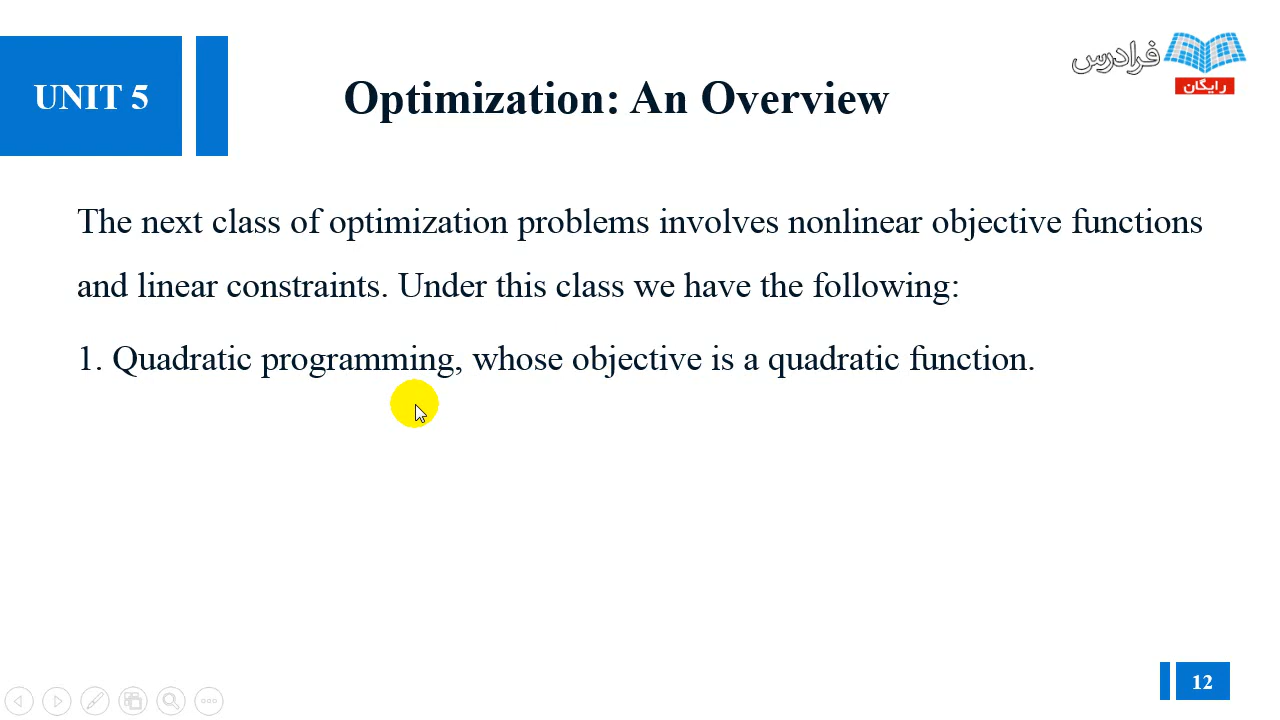 UNIT 5
Optimization: An Overview
فرادرس
رایگان
The next class of optimization problems involves nonlinear objective functions
and linear constraints. Under this class we have the following:
1. Quadratic programming, whose objective is a quadratic function.
12